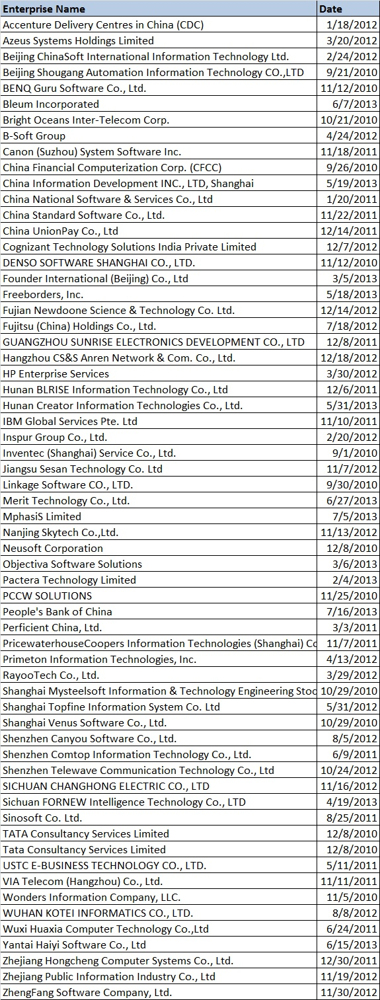 Enterprise Name Date
Accenture Delivery Centres in China (CDC) 1/18/2012
Azeus Systems Holdings Limited 3/20/2012
Beijing ChinaSoft International Information Technology Ltd. 2/24/2012
Beijing Shougang Automation Information Technology CO.,LTD 9/21/2010
BENQ Guru Software Co., Ltd. 11/12/2010
Bleum Incorporated 6/7/2013
Bright Oceans Inter-Telecom Corp. 10/21/2010
B-Soft Group 4/24/2012
Canon (Suzhou) System Software Inc. 11/18/2011
China Financial Computerization Corp. (CFCC) 9/26/2010
China Information Development INC., LTD, Shanghai 5/19/2013
China National Software & Services Co., Ltd 1/20/2011
China Standard Software Co., Ltd. 11/22/2011
China UnionPay Co., Ltd 12/14/2011
Cognizant Technology Solutions India Private Limited 12/7/2012
DENSO SOFTWARE SHANGHAI CO., LTD. 11/12/2010
Founder International (Beijing) Co., Ltd 3/5/2013
Freeborders, Inc. 5/18/2013
Fujian Newdoone Science & Technology Co. Ltd. 12/14/2012
Fujitsu (China) Holdings Co., Ltd. 7/18/2012
GUANGZHOU SUNRISE ELECTRONICS DEVELOPMENT CO., LTD 12/8/2011
Hangzhou CS&S Anren Network & Com. Co., Ltd. 12/18/2012
HP Enterprise Services 3/30/2012
Hunan BLRISE Information Technology Co., Ltd 12/6/2011
Hunan Creator Information Technologies Co., Ltd. 5/31/2013
IBM Global Services Pte. Ltd 11/10/2011
Inspur Group Co., Ltd. 2/20/2012
Inventec (Shanghai) Service Co., Ltd. 9/1/2010
Jiangsu Sesan Technology Co. Ltd 11/7/2012
Linkage Software CO., LTD. 9/30/2010
Merit Technology Co., Ltd. 6/27/2013
MphasiS Limited 7/5/2013
Nanjing Skytech Co.,Ltd. 11/13/2012
Neusoft Corporation 12/8/2010
Objectiva Software Solutions 3/6/2013
Pactera Technology Limited 2/4/2013
PCCW SOLUTIONS 11/25/2010
People's Bank of China 7/16/2013
Perficient China, Ltd. 3/3/2011
PricewaterhouseCoopers Information Technologies (Shanghai) Co 11/7/2011
Primeton Information Technologies, Inc. 4/13/2012
RayooTech Co., Ltd. 3/29/2012
Shanghai Mysteelsoft Information & Technology Engineering Stoc 10/29/2010
Shanghai Topfine Information System Co. Ltd 5/31/2012
Shanghai Venus Software Co., Ltd. 10/29/2010
Shenzhen Canyou Software Co., Ltd. 8/5/2012
Shenzhen Comtop Information Technology Co., Ltd. 6/9/2011
Shenzhen Telewave Communication Technology Co., Ltd 10/24/2012
SICHUAN CHANGHONG ELECTRIC CO., LTD 11/16/2012
Sichuan FORNEW Intelligence Technology Co., LTD 4/19/2013
Sinosoft Co. Ltd. 8/25/2011
TATA Consultancy Services Limited 12/8/2010
Tata Consultancy Services Limited 12/8/2010
USTC E-BUSINESS TECHNOLOGY CO., LTD. 5/11/2011
VIA Telecom (Hangzhou) Co., Ltd. 11/11/2011
Wonders Information Company, LLC. 11/5/2010
WUHAN KOTEI INFORMATICS CO., LTD. 8/8/2012
Wuxi Huaxia Computer Technology Co.,Ltd 6/24/2011
Yantai Haiyi Software Co., Ltd 6/15/2013
Zhejiang Hongcheng Computer Systems Co., Ltd. 12/30/2011
Zhejiang Public Information Industry Co., Ltd 11/19/2012
ZhengFang Software Company, Ltd. 11/30/2012